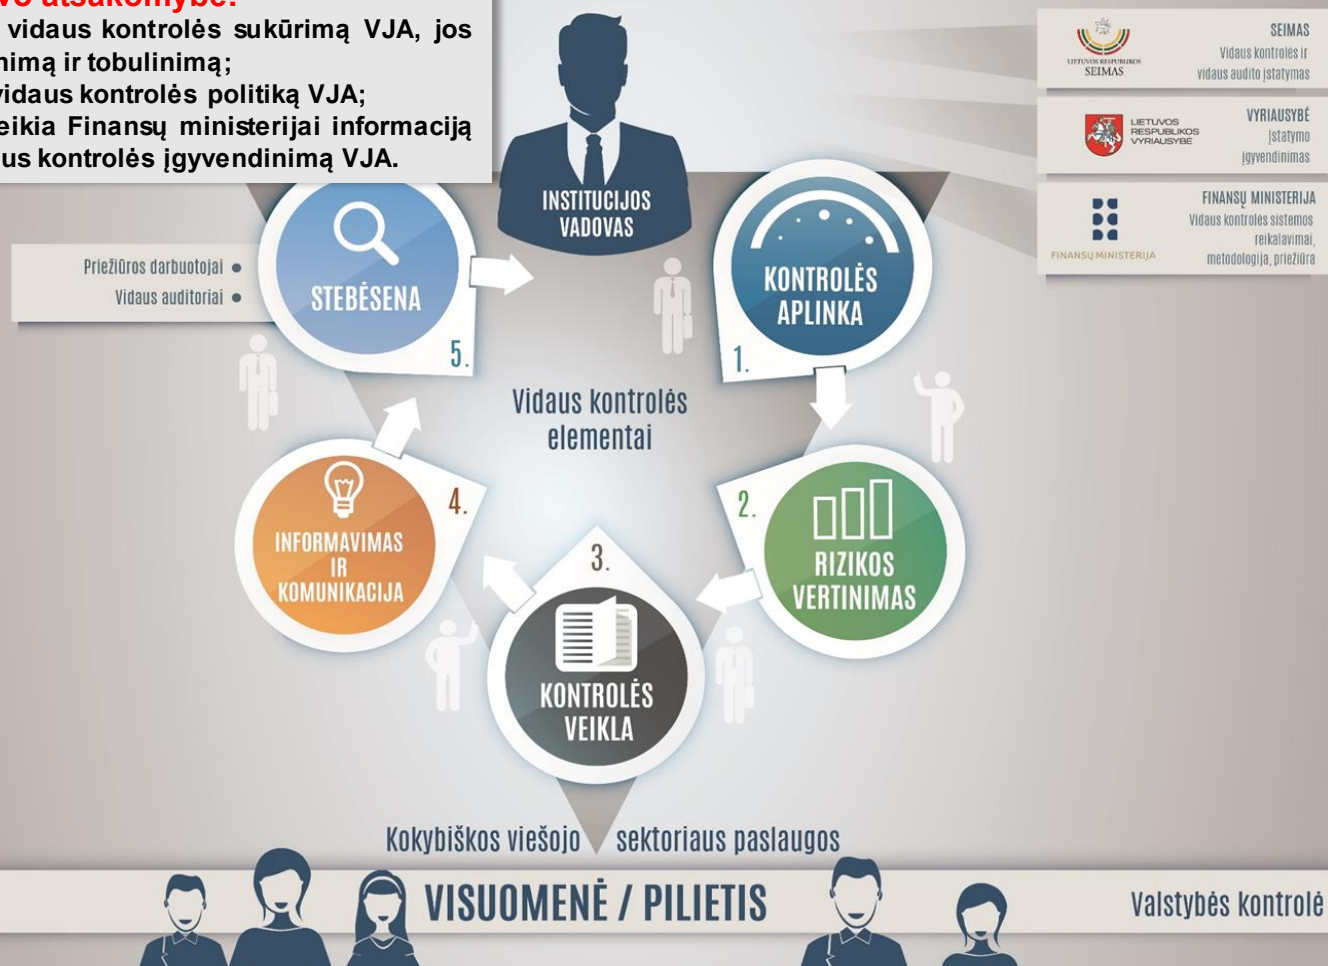 vo atsakomybė:
vidaus kontrolės sukūrimą VJA, jos
nimą ir tobulinimą;
vidaus kontrolės politiką VJA;
eikia Finansų ministerijai informaciją
us kontrolės įgyvendinimą VJA.
INSTITUCIJOS
VADOVAS
LIETUVOS RESPUBLIKOS
SEIMAS
SEIMAS
Vidaus kontrolės ir
vidaus audito įstatymas
LIETUVOS
RESPUBLIKOS
VYRIAUSYBĖ
VYRIAUSYBĖ
Įstatymo
įgyvendinimas
FINANSŲ MINISTERIJA
FINANSŲ MINISTERIJA
Vidaus kontrolės sistemos
reikalavimai,
metodologija, priežiūra
Priežiūros darbuotojai
Vidaus auditoriai
STEBĖSENA
5.
KONTROLĖS
APLINKA
1.
Vidaus kontrolės
elementai
INFORMAVIMAS
IR
KOMUNIKACIJA
4.
2.
RIZIKOS
VERTINIMAS
3.
KONTROLĖS
VEIKLA
Kokybiškos viešojo sektoriaus paslaugos
VISUOMENĖ / PILIETIS
Valstybės kontrolė